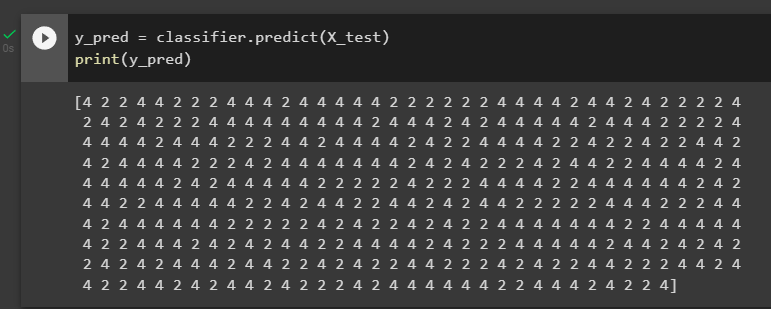 0s
y_pred = classifier.predict(X_test)
print(y_pred)
[4 2 2 4 4 2 2 2 4 4 4 2 4 4 4 4 4 2 2 2 2 2 2 4 4 4 4 2 4 4 2 4 2 2 2 2 4
2 4 2 4 2 2 2 4 4 4 4 4 4 4 4 4 2 4 4 4 2 4 2 4 4 4 4 4 2 4 4 4 2 2 2 4
4 4 4 4 2 4 4 4 2 2 2 4 4 2 4 4 4 4 4 2 4 2 2 4 4 4 4 2 2 4 2 2 4 2 2 4 4 2
4 2 4 4 4 4 2 2 2 4 2 4 4 4 4 4 4 4 2 4 2 4 2 2 2 4 2 4 4 2 4 2 2 4 4 4 4 2 4
4 4 4 4 4 2 4 2 4 4 4 4 4 2 2 2 2 2 4 2 2 2 4 4 4 4 2 2 4 4 4 4 4 4 2 4 2
4 4 2 2 4 4 4 4 2 4 2 2 2 4 2 4 2 2 4 4 2 2 4 4 4 2 2 2 4 4 4 4 2 2 2 4 4
4 2 4 4 4 4 4 4 2 2 2 2 2 4 2 4 2 2 4 2 4 2 2 4 4 4 4 4 4 4 2 2 4 4 4 4 4
4 2 2 2 4 4 4 2 4 2 4 4 2 2 4 4 4 4 4 2 4 2 2 2 4 4 4 4 4 2 4 4 2 4 2 4 2
2 4 2 4 2 4 4 4 2 4 4 2 2 4 2 2 4 2 2 4 4 2 2 2 4 2 4 2 2 4 4 2 2 2 4 4 2 4
4 2 2 4 4 2 4 2 4 4 2 4 2 2 2 4 2 4 4 4 4 4 4 2 2 4 4 4 2 4 2 2 4]